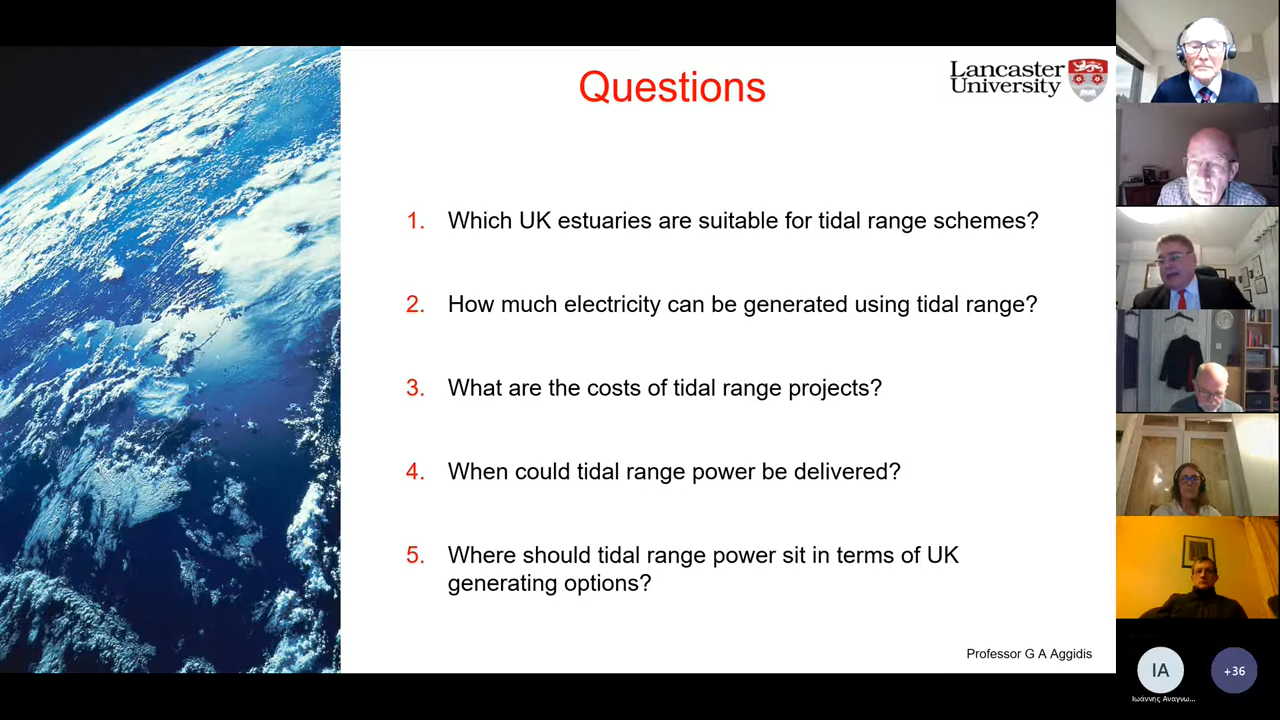 Questions
Lancaster
University
1. Which UK estuaries are suitable for tidal range schemes?
2. How much electricity can be generated using tidal range?
3. What are the costs of tidal range projects?
4. When could tidal range power be delivered?
5. Where should tidal range power sit in terms of UK
generating options?
Professor G A Aggidis
IA
+36
Ιωάννης Αναγνω...